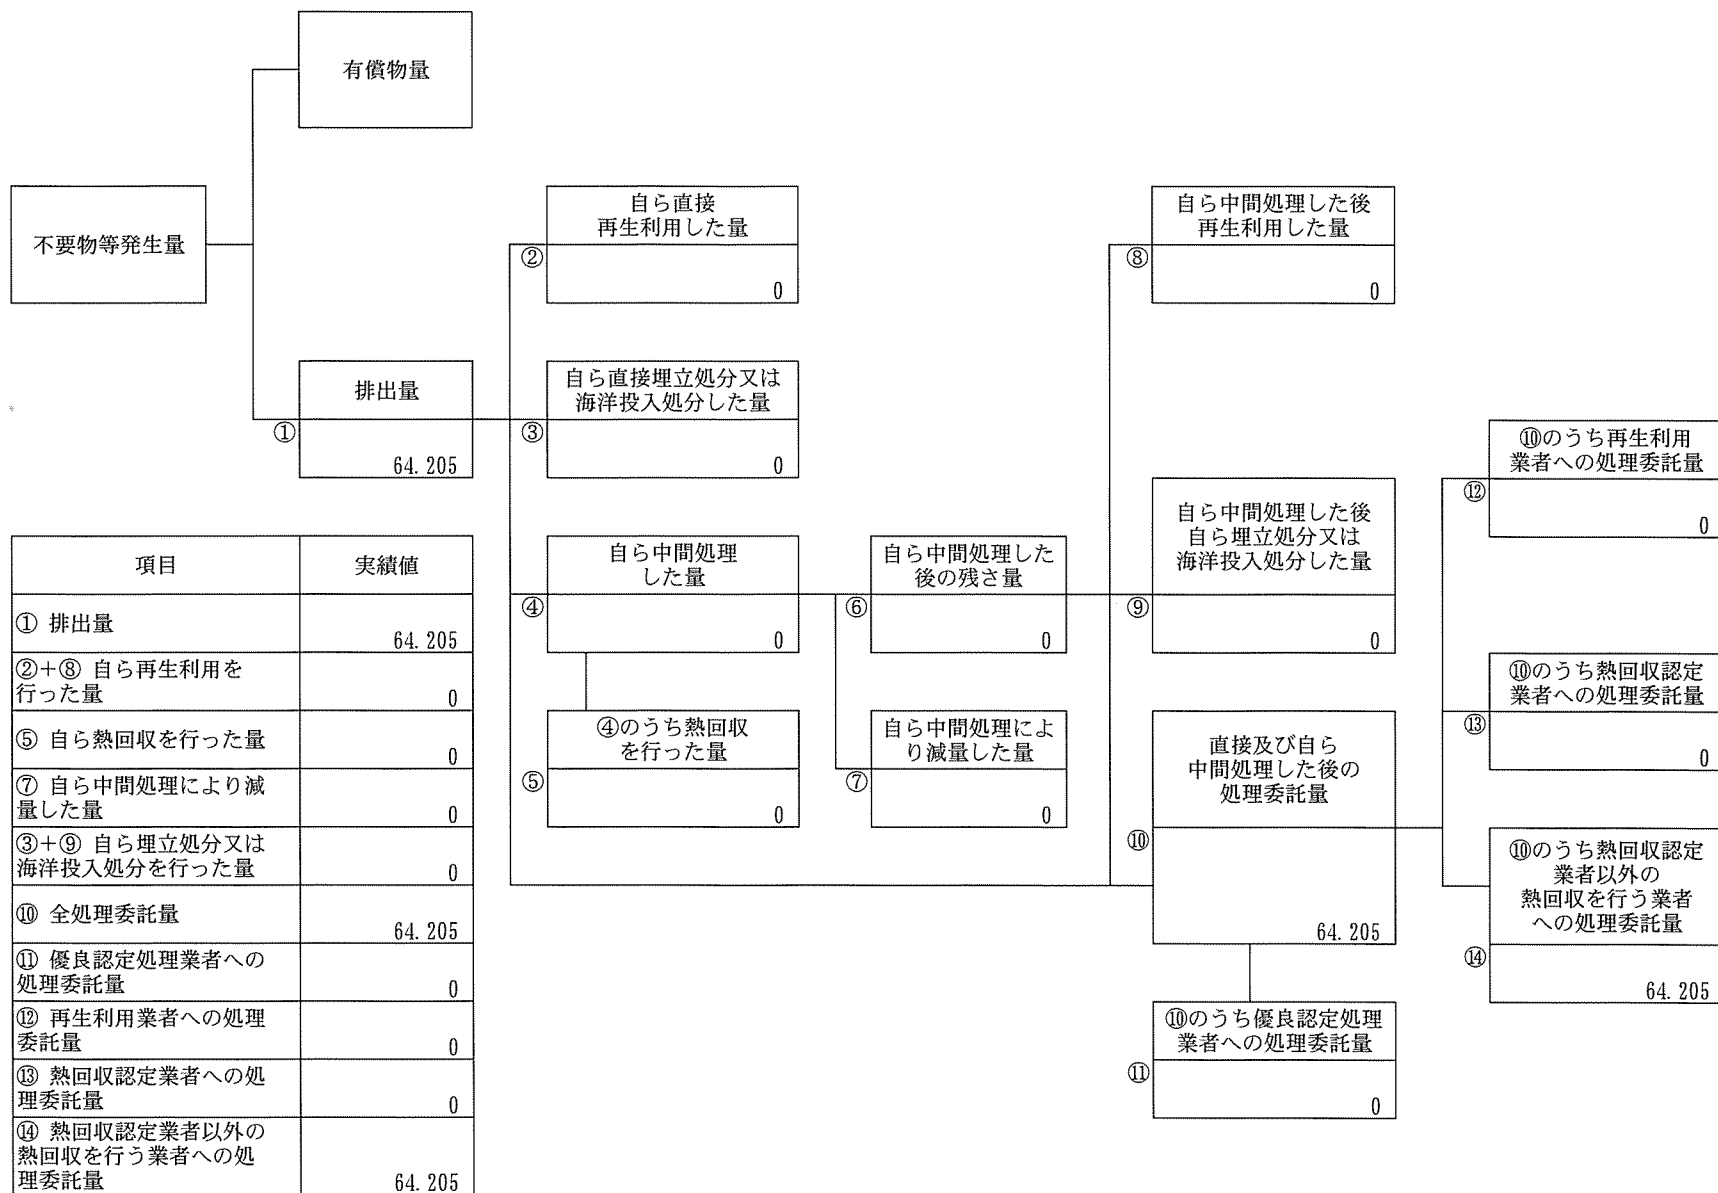 有償物量
不要物等発生量
① 排出量
64.205
② 自ら直接
再生利用した量
0
③ 自ら直接埋立処分又は
海洋投入処分した量
0
④ 自ら中間処理
した量
0
⑤ ④のうち熱回収
を行った量
0
⑥ 自ら中間処理した
後の残さ量
0
⑦ 自ら中間処理によ
り減量した量
0
⑧ 自ら中間処理した後
再生利用した量
0
⑨ 自ら中間処理した後
自ら埋立処分又は
海洋投入処分した量
0
⑩ 直接及び自ら
中間処理した後の
処理委託量
64.205
⑪ ⑩のうち優良認定処理
業者への処理委託量
0
⑫ ⑩のうち再生利用
業者への処理委託量
0
⑬ ⑩のうち熱回収認定
業者への処理委託量
0
⑭ ⑩のうち熱回収認定
業者以外の
熱回収を行う業者
への処理委託量
64.205
項目 実績値
① 排出量
64.205
②+⑧ 自ら再生利用を
行った量 0
⑤ 自ら熱回収を行った量
0
⑦ 自ら中間処理により減
量した量 0
③+⑨ 自ら埋立処分又は
海洋投入処分を行った量 0
⑩ 全処理委託量
64.205
⑪ 優良認定処理業者への
処理委託量 0
⑫ 再生利用業者への処理
委託量 0
⑬ 熱回収認定業者への処
理委託量 0
⑭ 熱回収認定業者以外の
熱回収を行う業者への処
理委託量 64.205